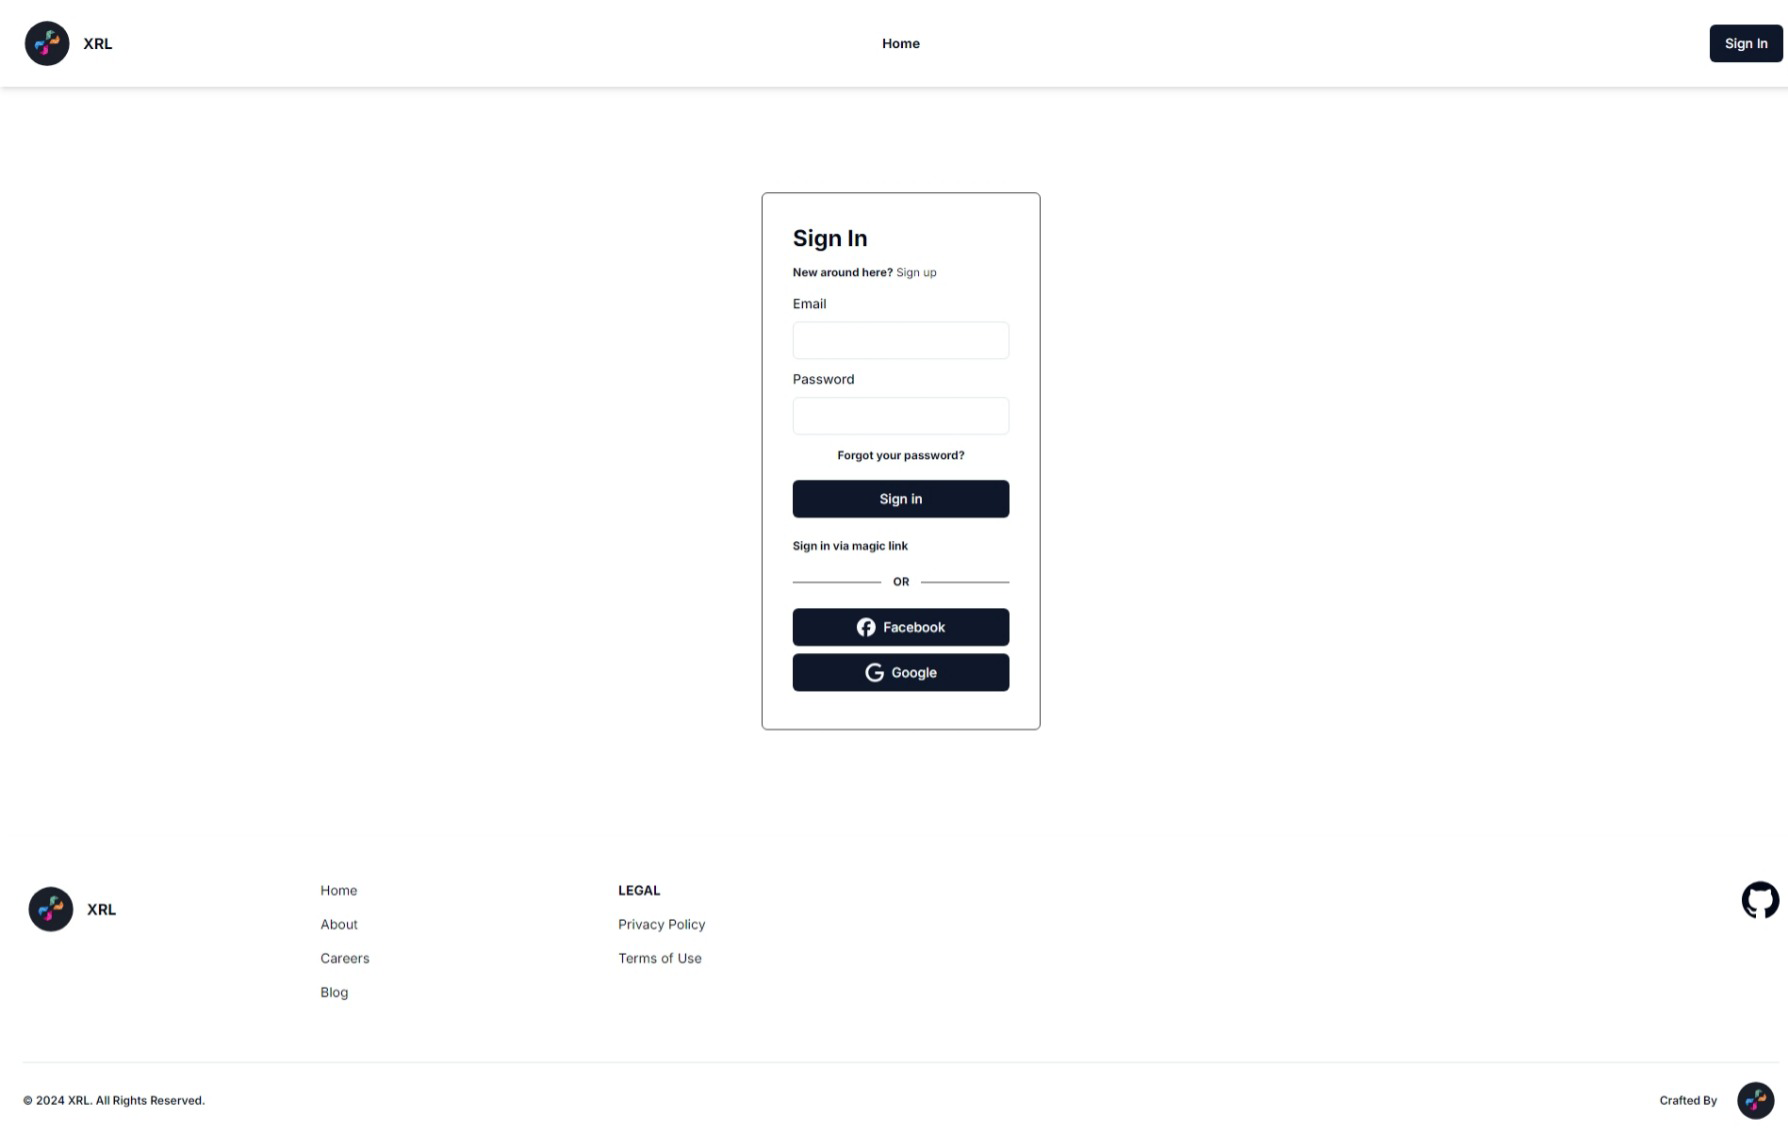 XRL
Home
Sign In
Sign In
New around here? Sign up
Email
Password
Forgot your password?
Sign in
Sign in via magic link
OR
Facebook
Google
XRL
Home
About
Careers
Blog
LEGAL
Privacy Policy
Terms of Use
© 2024 XRL. All Rights Reserved.
Crafted By